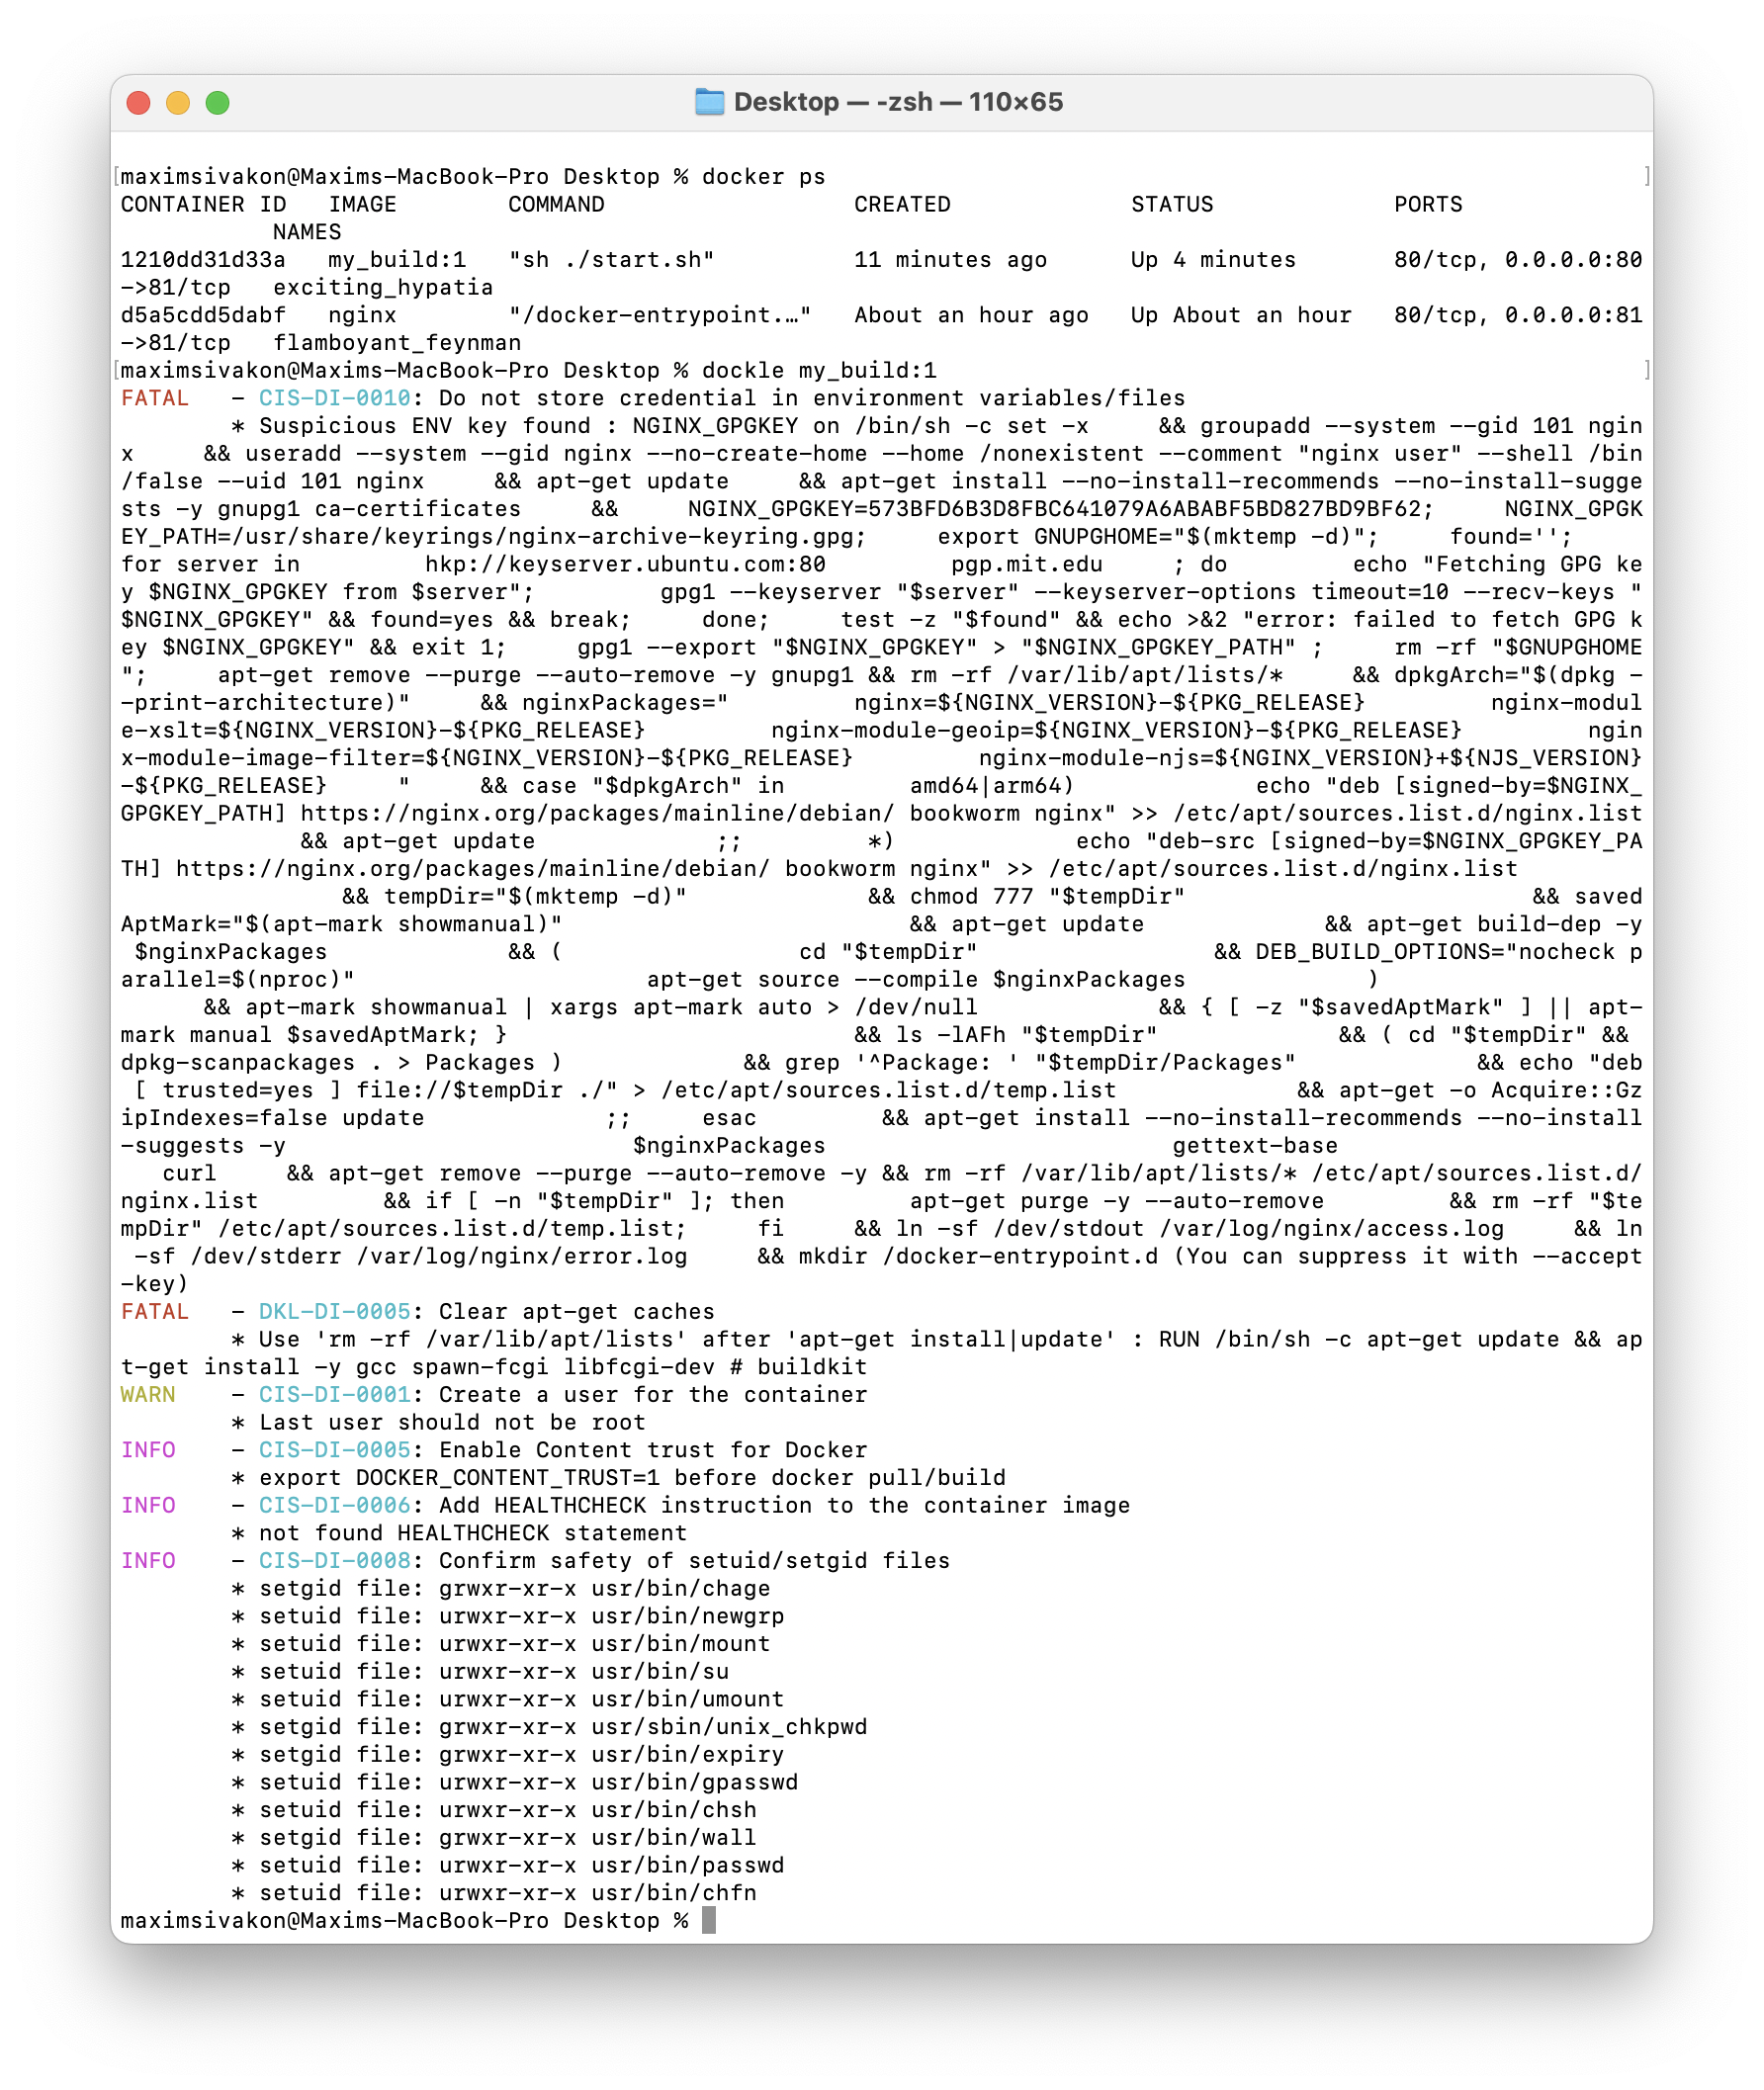 Desktop — -zsh — 110×65
[maximsivakon@Maxims-MacBook-Pro Desktop % docker ps ]
CONTAINER ID   IMAGE        COMMAND                  CREATED             STATUS             PORTS
           NAMES
1210dd31d33a   my_build:1   "sh ./start.sh"          11 minutes ago      Up 4 minutes       80/tcp, 0.0.0.0:80
->81/tcp   exciting_hypatia
d5a5cdd5dabf   nginx        "/docker-entrypoint.…"   About an hour ago   Up About an hour   80/tcp, 0.0.0.0:81
->81/tcp   flamboyant_feynman
[maximsivakon@Maxims-MacBook-Pro Desktop % dockle my_build:1 ]
FATAL   - CIS-DI-0010: Do not store credential in environment variables/files
        * Suspicious ENV key found : NGINX_GPGKEY on /bin/sh -c set -x     && groupadd --system --gid 101 ngin
x     && useradd --system --gid nginx --no-create-home --home /nonexistent --comment "nginx user" --shell /bin
/false --uid 101 nginx     && apt-get update     && apt-get install --no-install-recommends --no-install-sugge
sts -y gnupg1 ca-certificates     &&     NGINX_GPGKEY=573BFD6B3D8FBC641079A6ABABF5BD827BD9BF62;     NGINX_GPGK
EY_PATH=/usr/share/keyrings/nginx-archive-keyring.gpg;     export GNUPGHOME="$(mktemp -d)";     found='';
for server in         hkp://keyserver.ubuntu.com:80         pgp.mit.edu     ; do         echo "Fetching GPG ke
y $NGINX_GPGKEY from $server";         gpg1 --keyserver "$server" --keyserver-options timeout=10 --recv-keys "
$NGINX_GPGKEY" && found=yes && break;     done;     test -z "$found" && echo >&2 "error: failed to fetch GPG k
ey $NGINX_GPGKEY" && exit 1;     gpg1 --export "$NGINX_GPGKEY" > "$NGINX_GPGKEY_PATH" ;     rm -rf "$GNUPGHOME
";     apt-get remove --purge --auto-remove -y gnupg1 && rm -rf /var/lib/apt/lists/*     && dpkgArch="$(dpkg -
-print-architecture)"     && nginxPackages="         nginx=${NGINX_VERSION}-${PKG_RELEASE}         nginx-modul
e-xslt=${NGINX_VERSION}-${PKG_RELEASE}         nginx-module-geoip=${NGINX_VERSION}-${PKG_RELEASE}         ngin
x-module-image-filter=${NGINX_VERSION}-${PKG_RELEASE}         nginx-module-njs=${NGINX_VERSION}+${NJS_VERSION}
-${PKG_RELEASE}     "     && case "$dpkgArch" in         amd64|arm64)             echo "deb [signed-by=$NGINX_
GPGKEY_PATH] https://nginx.org/packages/mainline/debian/ bookworm nginx" >> /etc/apt/sources.list.d/nginx.list
             && apt-get update             ;;         *)             echo "deb-src [signed-by=$NGINX_GPGKEY_PA
TH] https://nginx.org/packages/mainline/debian/ bookworm nginx" >> /etc/apt/sources.list.d/nginx.list
                && tempDir="$(mktemp -d)"             && chmod 777 "$tempDir"                         && saved
AptMark="$(apt-mark showmanual)"                         && apt-get update             && apt-get build-dep -y
 $nginxPackages             && (                 cd "$tempDir"                 && DEB_BUILD_OPTIONS="nocheck p
arallel=$(nproc)"                     apt-get source --compile $nginxPackages             )
      && apt-mark showmanual | xargs apt-mark auto > /dev/null             && { [ -z "$savedAptMark" ] || apt-
mark manual $savedAptMark; }                         && ls -lAFh "$tempDir"             && ( cd "$tempDir" &&
dpkg-scanpackages . > Packages )             && grep '^Package: ' "$tempDir/Packages"             && echo "deb
 [ trusted=yes ] file://$tempDir ./" > /etc/apt/sources.list.d/temp.list             && apt-get -o Acquire::Gz
ipIndexes=false update             ;;     esac         && apt-get install --no-install-recommends --no-install
-suggests -y                         $nginxPackages                         gettext-base
   curl     && apt-get remove --purge --auto-remove -y && rm -rf /var/lib/apt/lists/* /etc/apt/sources.list.d/
nginx.list         && if [ -n "$tempDir" ]; then         apt-get purge -y --auto-remove         && rm -rf "$te
mpDir" /etc/apt/sources.list.d/temp.list;     fi     && ln -sf /dev/stdout /var/log/nginx/access.log     && ln
 -sf /dev/stderr /var/log/nginx/error.log     && mkdir /docker-entrypoint.d (You can suppress it with --accept
-key)
FATAL   - DKL-DI-0005: Clear apt-get caches
        * Use 'rm -rf /var/lib/apt/lists' after 'apt-get install|update' : RUN /bin/sh -c apt-get update && ap
t-get install -y gcc spawn-fcgi libfcgi-dev # buildkit
WARN    - CIS-DI-0001: Create a user for the container
        * Last user should not be root
INFO    - CIS-DI-0005: Enable Content trust for Docker
        * export DOCKER_CONTENT_TRUST=1 before docker pull/build
INFO    - CIS-DI-0006: Add HEALTHCHECK instruction to the container image
        * not found HEALTHCHECK statement
INFO    - CIS-DI-0008: Confirm safety of setuid/setgid files
        * setgid file: grwxr-xr-x usr/bin/chage
        * setuid file: urwxr-xr-x usr/bin/newgrp
        * setuid file: urwxr-xr-x usr/bin/mount
        * setuid file: urwxr-xr-x usr/bin/su
        * setuid file: urwxr-xr-x usr/bin/umount
        * setgid file: grwxr-xr-x usr/sbin/unix_chkpwd
        * setgid file: grwxr-xr-x usr/bin/expiry
        * setuid file: urwxr-xr-x usr/bin/gpasswd
        * setuid file: urwxr-xr-x usr/bin/chsh
        * setgid file: grwxr-xr-x usr/bin/wall
        * setuid file: urwxr-xr-x usr/bin/passwd
        * setuid file: urwxr-xr-x usr/bin/chfn
maximsivakon@Maxims-MacBook-Pro Desktop %